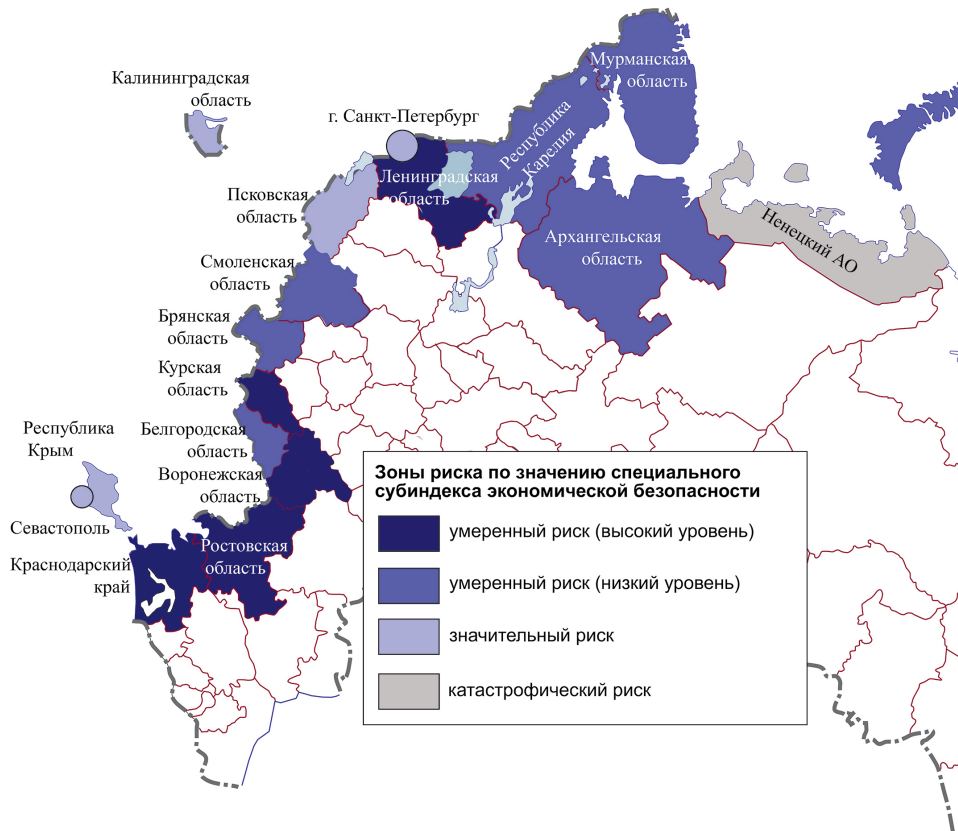 Мурманская
область
Калининградская
область
г. Санкт-Петербург
Республика
Карелия
Ленинградская
область
Псковская
область
Архангельская
область
Ненецкий АО
Смоленская
область
Брянская
область
Курская
область
Белгородская
область
Республика
Крым
Воронежская
область
Севастополь
Ростовская
область
Краснодарский
край
Зоны риска по значению специального
субиндекса экономической безопасности
умеренный риск (высокий уровень)
умеренный риск (низкий уровень)
значительный риск
катастрофический риск